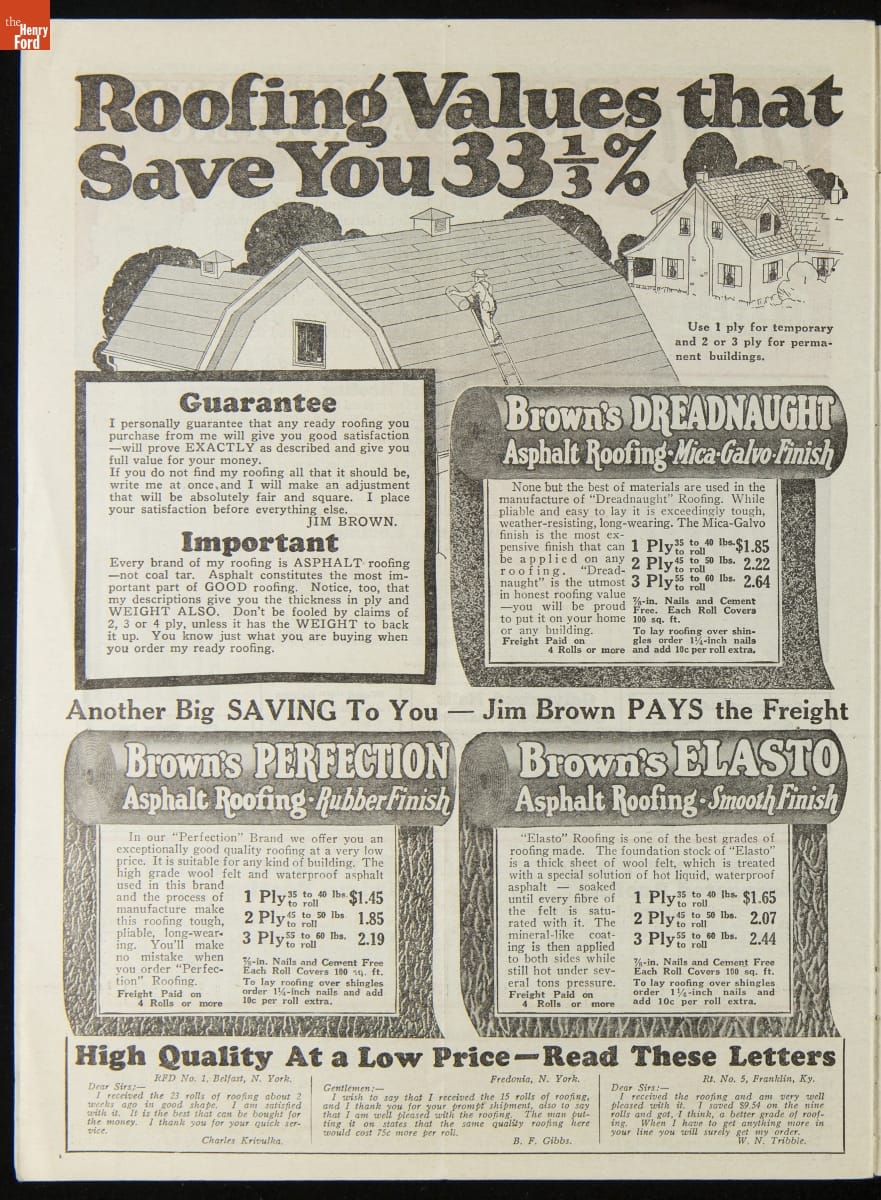 the
Henry
Ford
Roofing Values that
Save You 33 1/3 %
Use 1 ply for temporary
and 2 or 3 ply for perma-
nent buildings.
Guarantee
I personally guarantee that any ready roofing you
purchase from me will give you good satisfaction
—will prove EXACTLY as described and give you
full value for your money.
If you do not find my roofing all that it should be,
write me at once, and I will make an adjustment
that will be absolutely fair and square. I place
your satisfaction before everything else.
JIM BROWN.
Important
Every brand of my roofing is ASPHALT roofing
—not coal tar. Asphalt constitutes the most im-
portant part of GOOD roofing. Notice, too, that
my descriptions give you the thickness in ply and
WEIGHT ALSO. Don't be fooled by claims of
2, 3 or 4 ply, unless it has the WEIGHT to back
it up. You know just what you are buying when
you order my ready roofing.
Brown's DREADNAUGHT
Asphalt Roofing·Mica-Galvo-Finish
None but the best of materials are used in the
manufacture of "Dreadnaught" Roofing. While
pliable and easy to lay it is exceedingly tough,
weather-resisting, long-wearing. The Mica-Galvo
finish is the most ex-
pensive finish that can
be applied on any
roofing. "Dread-
naught" is the utmost
in honest roofing value
—you will be proud
to put it on your home
or any building.
Freight Paid on
4 Rolls or more
1 Ply 35 to 40 lbs. to roll $1.85
2 Ply 45 to 50 lbs. to roll 2.22
3 Ply 55 to 60 lbs. to roll 2.64
⅞-in. Nails and Cement
Free. Each Roll Covers
100 sq. ft.
To lay roofing over shin-
gles order 1¼-inch nails
and add 10c per roll extra.
Another Big SAVING To You — Jim Brown PAYS the Freight
Brown's PERFECTION
Asphalt Roofing·Rubber Finish
In our "Perfection" Brand we offer you an
exceptionally good quality roofing at a very low
price. It is suitable for any kind of building. The
high grade wool felt and waterproof asphalt
used in this brand
and the process of
manufacture make
this roofing tough,
pliable, long-wear-
ing. You'll make
no mistake when
you order "Perfec-
tion" Roofing.
Freight Paid on
4 Rolls or more
1 Ply 35 to 40 lbs. to roll $1.45
2 Ply 45 to 50 lbs to roll 1.85
3 Ply 55 to 60 lbs. to roll 2.19
⅞-in. Nails and Cement Free
Each Roll Covers 100 sq. ft.
To lay roofing over shingles
order 1¼-inch nails and add
10c per roll extra.
Brown's ELASTO
Asphalt Roofing·Smooth Finish
"Elasto" Roofing is one of the best grades of
roofing made. The foundation stock of "Elasto"
is a thick sheet of wool felt, which is treated
with a special solution of hot liquid, waterproof
asphalt — soaked
until every fibre of
the felt is satu-
rated with it. The
mineral-like coat-
ing is then applied
to both sides while
still hot under sev-
eral tons pressure.
Freight Paid on
4 Rolls or more
1 Ply 35 to 40 lbs. to roll $1.65
2 Ply 45 to 50 lbs. to roll 2.07
3 Ply 55 to 60 lbs. to roll 2.44
⅞-in. Nails and Cement Free
Each Roll Covers 100 sq. ft.
To lay roofing over shingles
order 1¼-inch nails and
add 10c per roll extra.
High Quality At a Low Price—Read These Letters
RFD No. 1, Belfast, N. York.
Dear Sirs:—
I received the 23 rolls of roofing about 2
weeks ago in good shape. I am satisfied
with it. It is the best that can be bought for
the money. I thank you for your quick ser-
vice.
Charles Krivulka.
Fredonia, N. York.
Gentlemen:—
I wish to say that I received the 15 rolls of roofing,
and I thank you for your prompt shipment, also to say
that I am well pleased with the roofing. The man put-
ting it on states that the same quality roofing here
would cost 75c more per roll.
B. F. Gibbs.
Rt. No. 5, Franklin, Ky.
Dear Sir:—
I received the roofing and am very well
pleased with it. I saved $9.54 on the nine
rolls and got, I think, a better grade of roof-
ing. When I have to get anything more in
your line you will surely get my order.
W. N. Tribble.